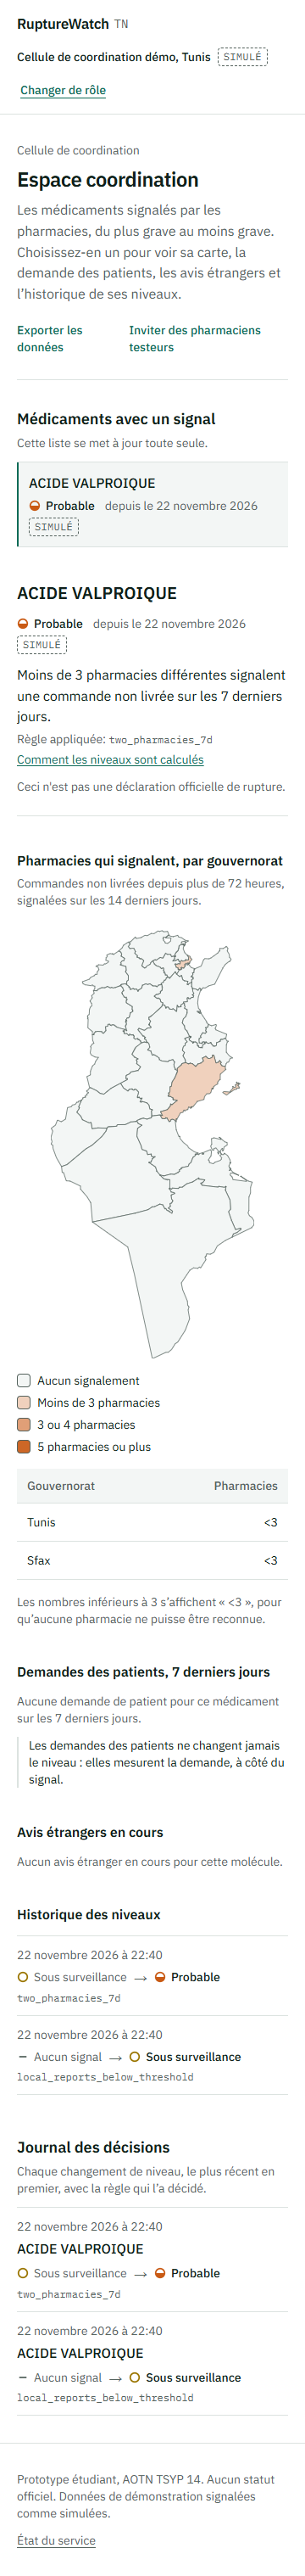 RuptureWatch TN
Cellule de coordination démo, Tunis SIMULÉ
Changer de rôle
Cellule de coordination
Espace coordination
Les médicaments signalés par les
pharmacies, du plus grave au moins grave.
Choisissez-en un pour voir sa carte, la
demande des patients, les avis étrangers et
l’historique de ses niveaux.
Exporter les
données
Inviter des pharmaciens
testeurs
Médicaments avec un signal
Cette liste se met à jour toute seule.
ACIDE VALPROIQUE
Probable depuis le 22 novembre 2026
SIMULÉ
ACIDE VALPROIQUE
Probable depuis le 22 novembre 2026
SIMULÉ
Moins de 3 pharmacies différentes signalent
une commande non livrée sur les 7 derniers
jours.
Règle appliquée: two_pharmacies_7d
Comment les niveaux sont calculés
Ceci n'est pas une déclaration officielle de rupture.
Pharmacies qui signalent, par gouvernorat
Commandes non livrées depuis plus de 72 heures,
signalées sur les 14 derniers jours.
Aucun signalement
Moins de 3 pharmacies
3 ou 4 pharmacies
5 pharmacies ou plus
Gouvernorat Pharmacies
Tunis <3
Sfax <3
Les nombres inférieurs à 3 s’affichent « <3 », pour
qu’aucune pharmacie ne puisse être reconnue.
Demandes des patients, 7 derniers jours
Aucune demande de patient pour ce médicament
sur les 7 derniers jours.
Les demandes des patients ne changent jamais
le niveau : elles mesurent la demande, à côté du
signal.
Avis étrangers en cours
Aucun avis étranger en cours pour cette molécule.
Historique des niveaux
22 novembre 2026 à 22:40
Sous surveillance → Probable
two_pharmacies_7d
22 novembre 2026 à 22:40
Aucun signal → Sous surveillance
local_reports_below_threshold
Journal des décisions
Chaque changement de niveau, le plus récent en
premier, avec la règle qui l’a décidé.
22 novembre 2026 à 22:40
ACIDE VALPROIQUE
Sous surveillance → Probable
two_pharmacies_7d
22 novembre 2026 à 22:40
ACIDE VALPROIQUE
Aucun signal → Sous surveillance
local_reports_below_threshold
Prototype étudiant, AOTN TSYP 14. Aucun statut
officiel. Données de démonstration signalées
comme simulées.
État du service